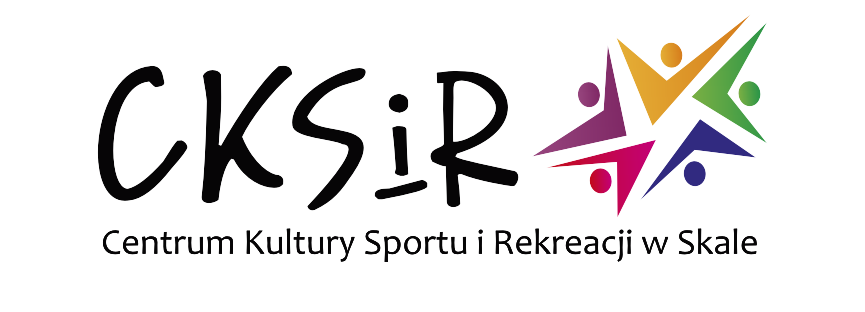 CKSiR
Centrum Kultury Sportu i Rekreacji w Skale